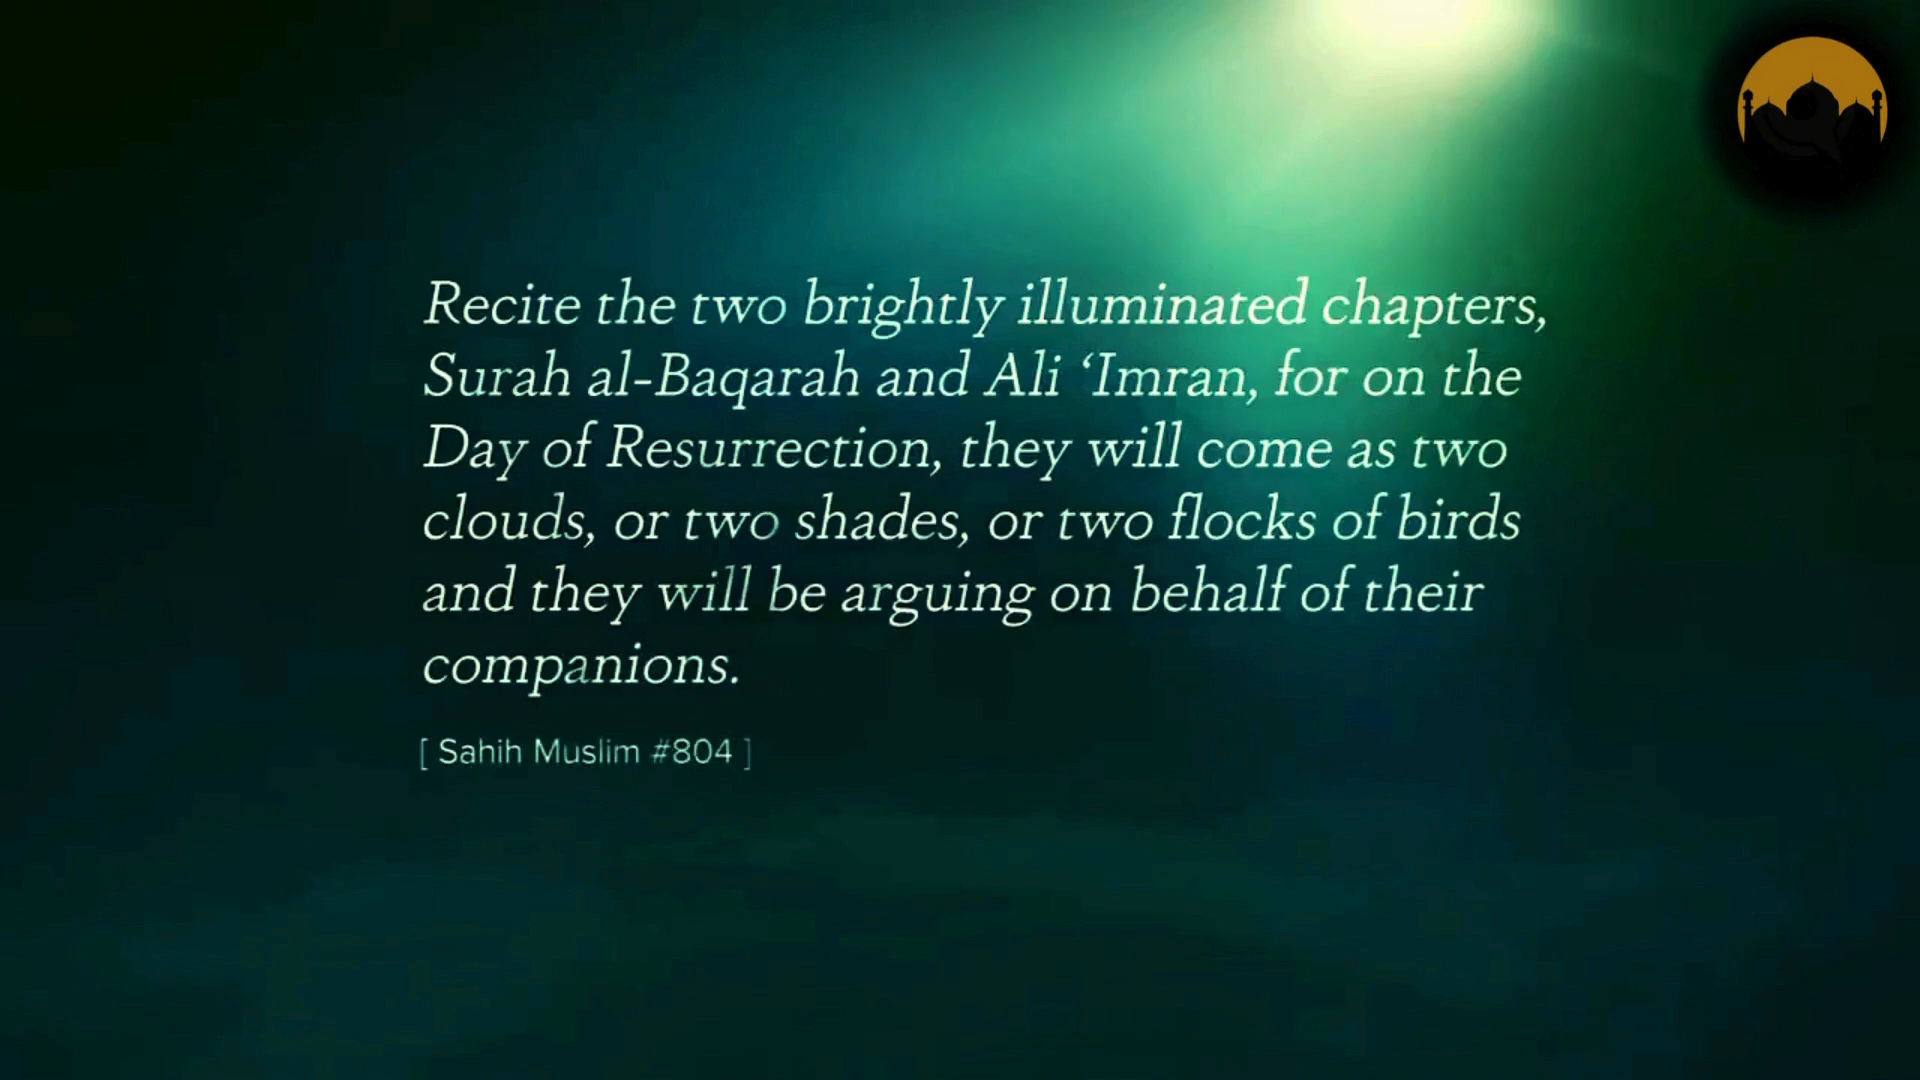 Recite the two brightly illuminated chapters,
Surah al-Baqarah and Ali ‘Imran, for on the
Day of Resurrection, they will come as two
clouds, or two shades, or two flocks of birds
and they will be arguing on behalf of their
companions.
[ Sahih Muslim #804 ]